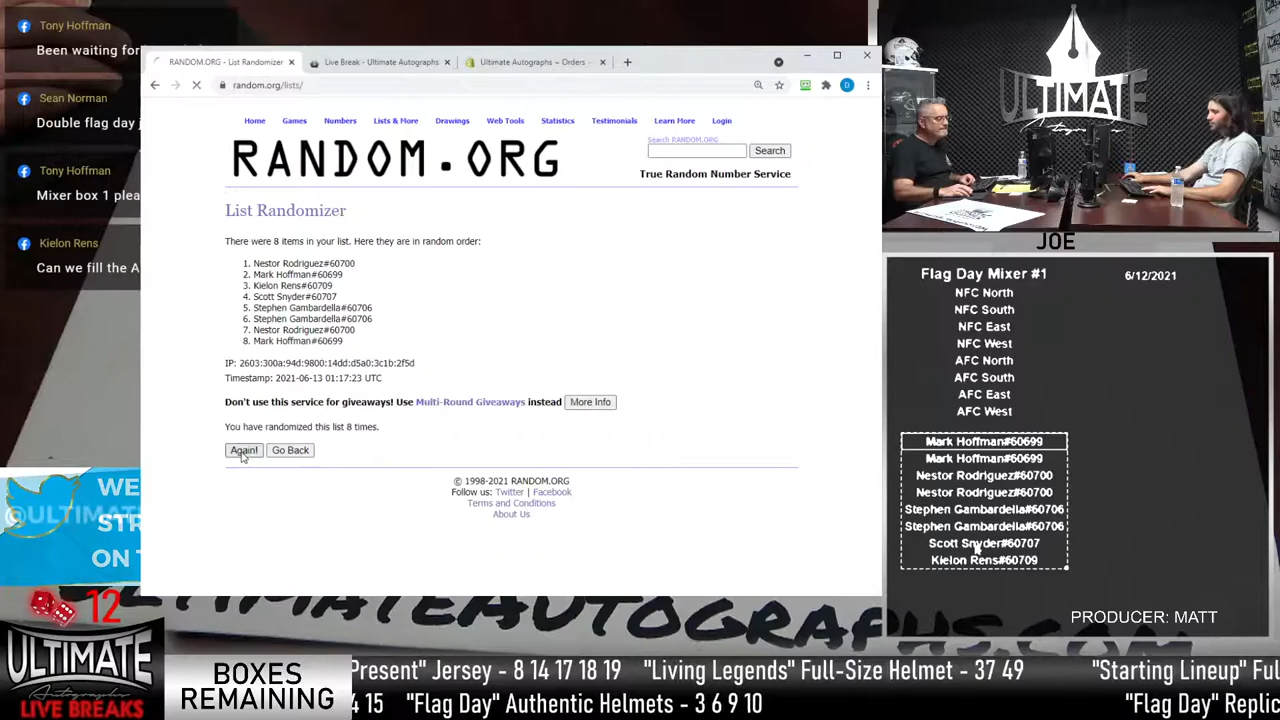 Tony Hoffman
Been waiting for
Sean Norman
Double flag day j
Tony Hoffman
Mixer box 1 plea
Kielon Rens
Can we fill the A
RANDOM.ORG - List Randomizer
Live Break - Ultimate Autographs
Ultimate Autographs ~ Orders ~
random.org/lists/
D
Home Games Numbers Lists & More Drawings Web Tools Statistics Testimonials Learn More Login
Search RANDOM.ORG
Search
RANDOM.ORG
True Random Number Service
List Randomizer
There were 8 items in your list. Here they are in random order:
1. Nestor Rodriguez#60700
2. Mark Hoffman#60699
3. Kielon Rens#60709
4. Scott Snyder#60707
5. Stephen Gambardella#60706
6. Stephen Gambardella#60706
7. Nestor Rodriguez#60700
8. Mark Hoffman#60699
IP: 2603:300a:94d:9800:14dd:d5a0:3c1b:2f5d
Timestamp: 2021-06-13 01:17:23 UTC
Don't use this service for giveaways! Use Multi-Round Giveaways instead More Info
You have randomized this list 8 times.
Again! Go Back
© 1998-2021 RANDOM.ORG
Follow us: Twitter | Facebook
Terms and Conditions
About Us
ULTIMATE
JOE
Flag Day Mixer #1 6/12/2021
NFC North
NFC South
NFC East
NFC West
AFC North
AFC South
AFC East
AFC West
Mark Hoffman#60699
Mark Hoffman#60699
Nestor Rodriguez#60700
Nestor Rodriguez#60700
Stephen Gambardella#60706
Stephen Gambardella#60706
Scott Snyder#60707
Kielon Rens#60709
PRODUCER: MATT
WE
@ULTIMAT
STR
ON T
ULTIMATEAUTOGRAPHS.COM
12
ULTIMATE
Autographs
LIVE BREAKS
BOXES
REMAINING
Present" Jersey - 8 14 17 18 19 "Living Legends" Full-Size Helmet - 37 49 "Starting Lineup" Ful
4 15 "Flag Day" Authentic Helmets - 3 6 9 10 "Flag Day" Replic